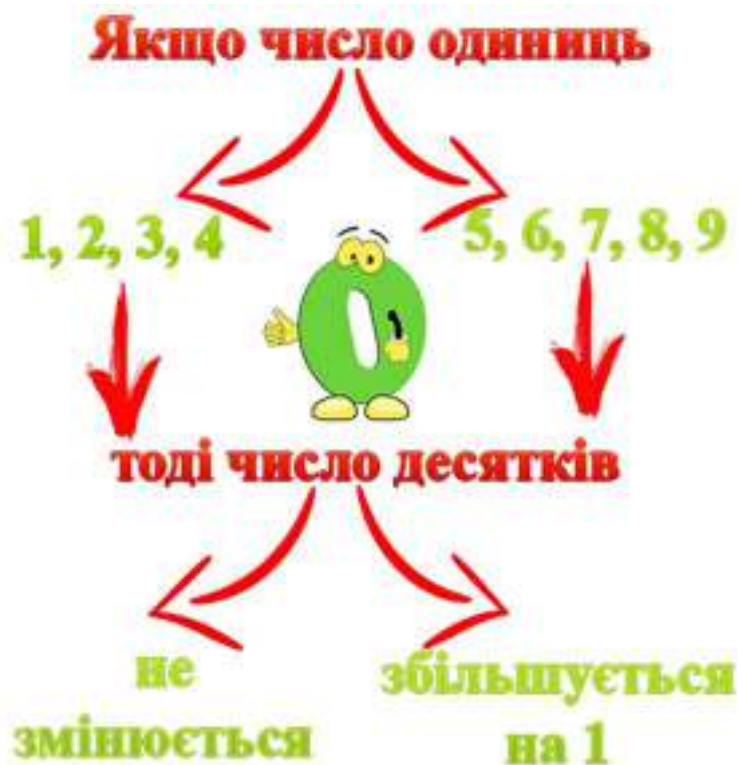 Якщо число одиниць
1, 2, 3, 4
5, 6, 7, 8, 9
тоді число десятків
не
змінюється
збільшується
на 1